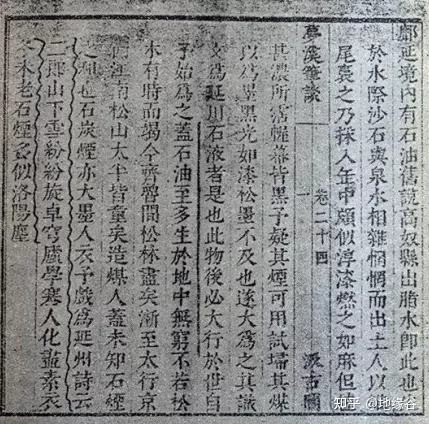 鄜延境內有石油舊說高奴縣出脂水卽此也
於水際沙石與泉水相雜惘惘而出土人以
尾裛之乃採入缶中頗似淳漆燃之如麻但
夢溪筆談 卷二十四 一 汲古閣
甚濃所沾幄幕皆黑予疑其煙可用試掃其煤
以爲墨黑光如漆松墨不及也遂大爲之其識
文爲延川石液者是也此物後必大行於世自
予始爲之蓋石油至多生於地中無窮不若松
木有時而竭今齊魯間松林盡矣漸至太行京
西江南松山太半皆童矣造煤人蓋未知石煙
之利也石炭煙亦大墨人衣予戲爲延州詩云
二郎山下雪紛紛旋卓穹廬學塞人化盡素衣
冬未老石煙多似洛陽塵
知乎 @地缘谷